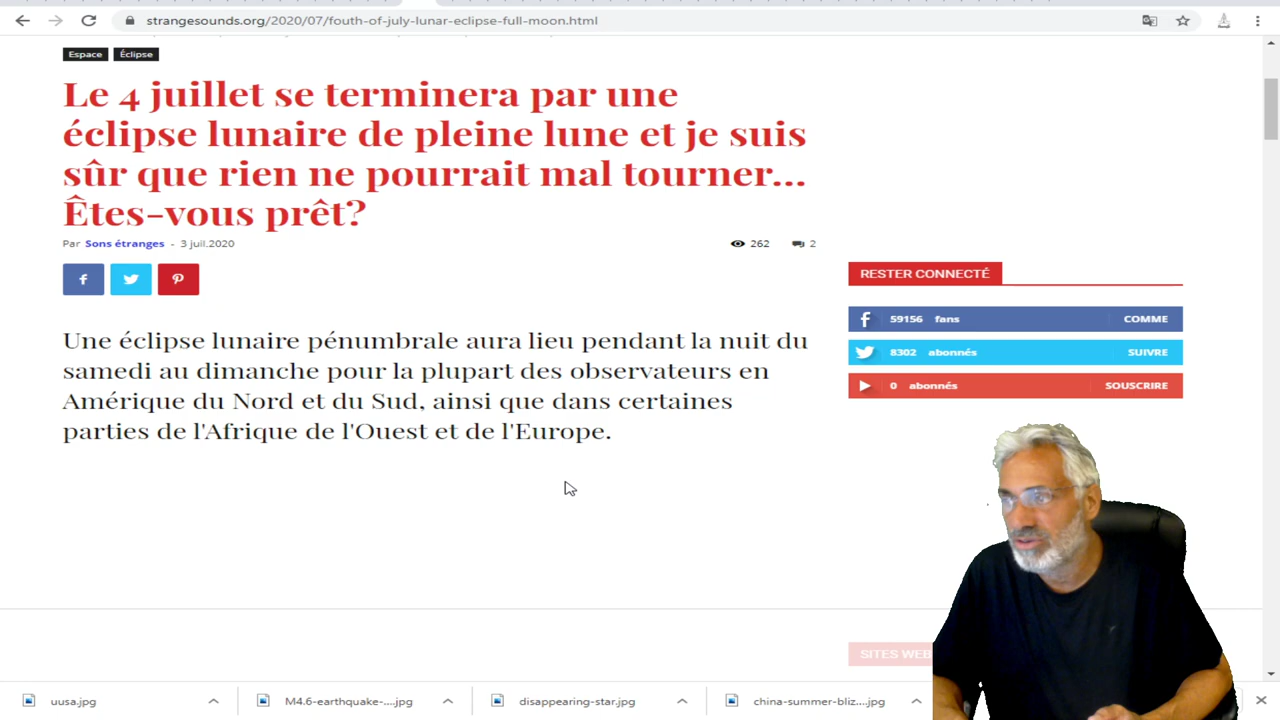 strangesounds.org/2020/07/fouth-of-july-lunar-eclipse-full-moon.html
Espace Éclipse
Le 4 juillet se terminera par une
éclipse lunaire de pleine lune et je suis
sûr que rien ne pourrait mal tourner...
Êtes-vous prêt?
Par Sons étranges - 3 juil.2020 262 2
RESTER CONNECTÉ
59156 fans COMME
8302 abonnés SUIVRE
0 abonnés SOUSCRIRE
Une éclipse lunaire pénumbrale aura lieu pendant la nuit du
samedi au dimanche pour la plupart des observateurs en
Amérique du Nord et du Sud, ainsi que dans certaines
parties de l'Afrique de l'Ouest et de l'Europe.
SITES WEB
uusa.jpg M4.6-earthquake-....jpg disappearing-star.jpg china-summer-bliz....jpg